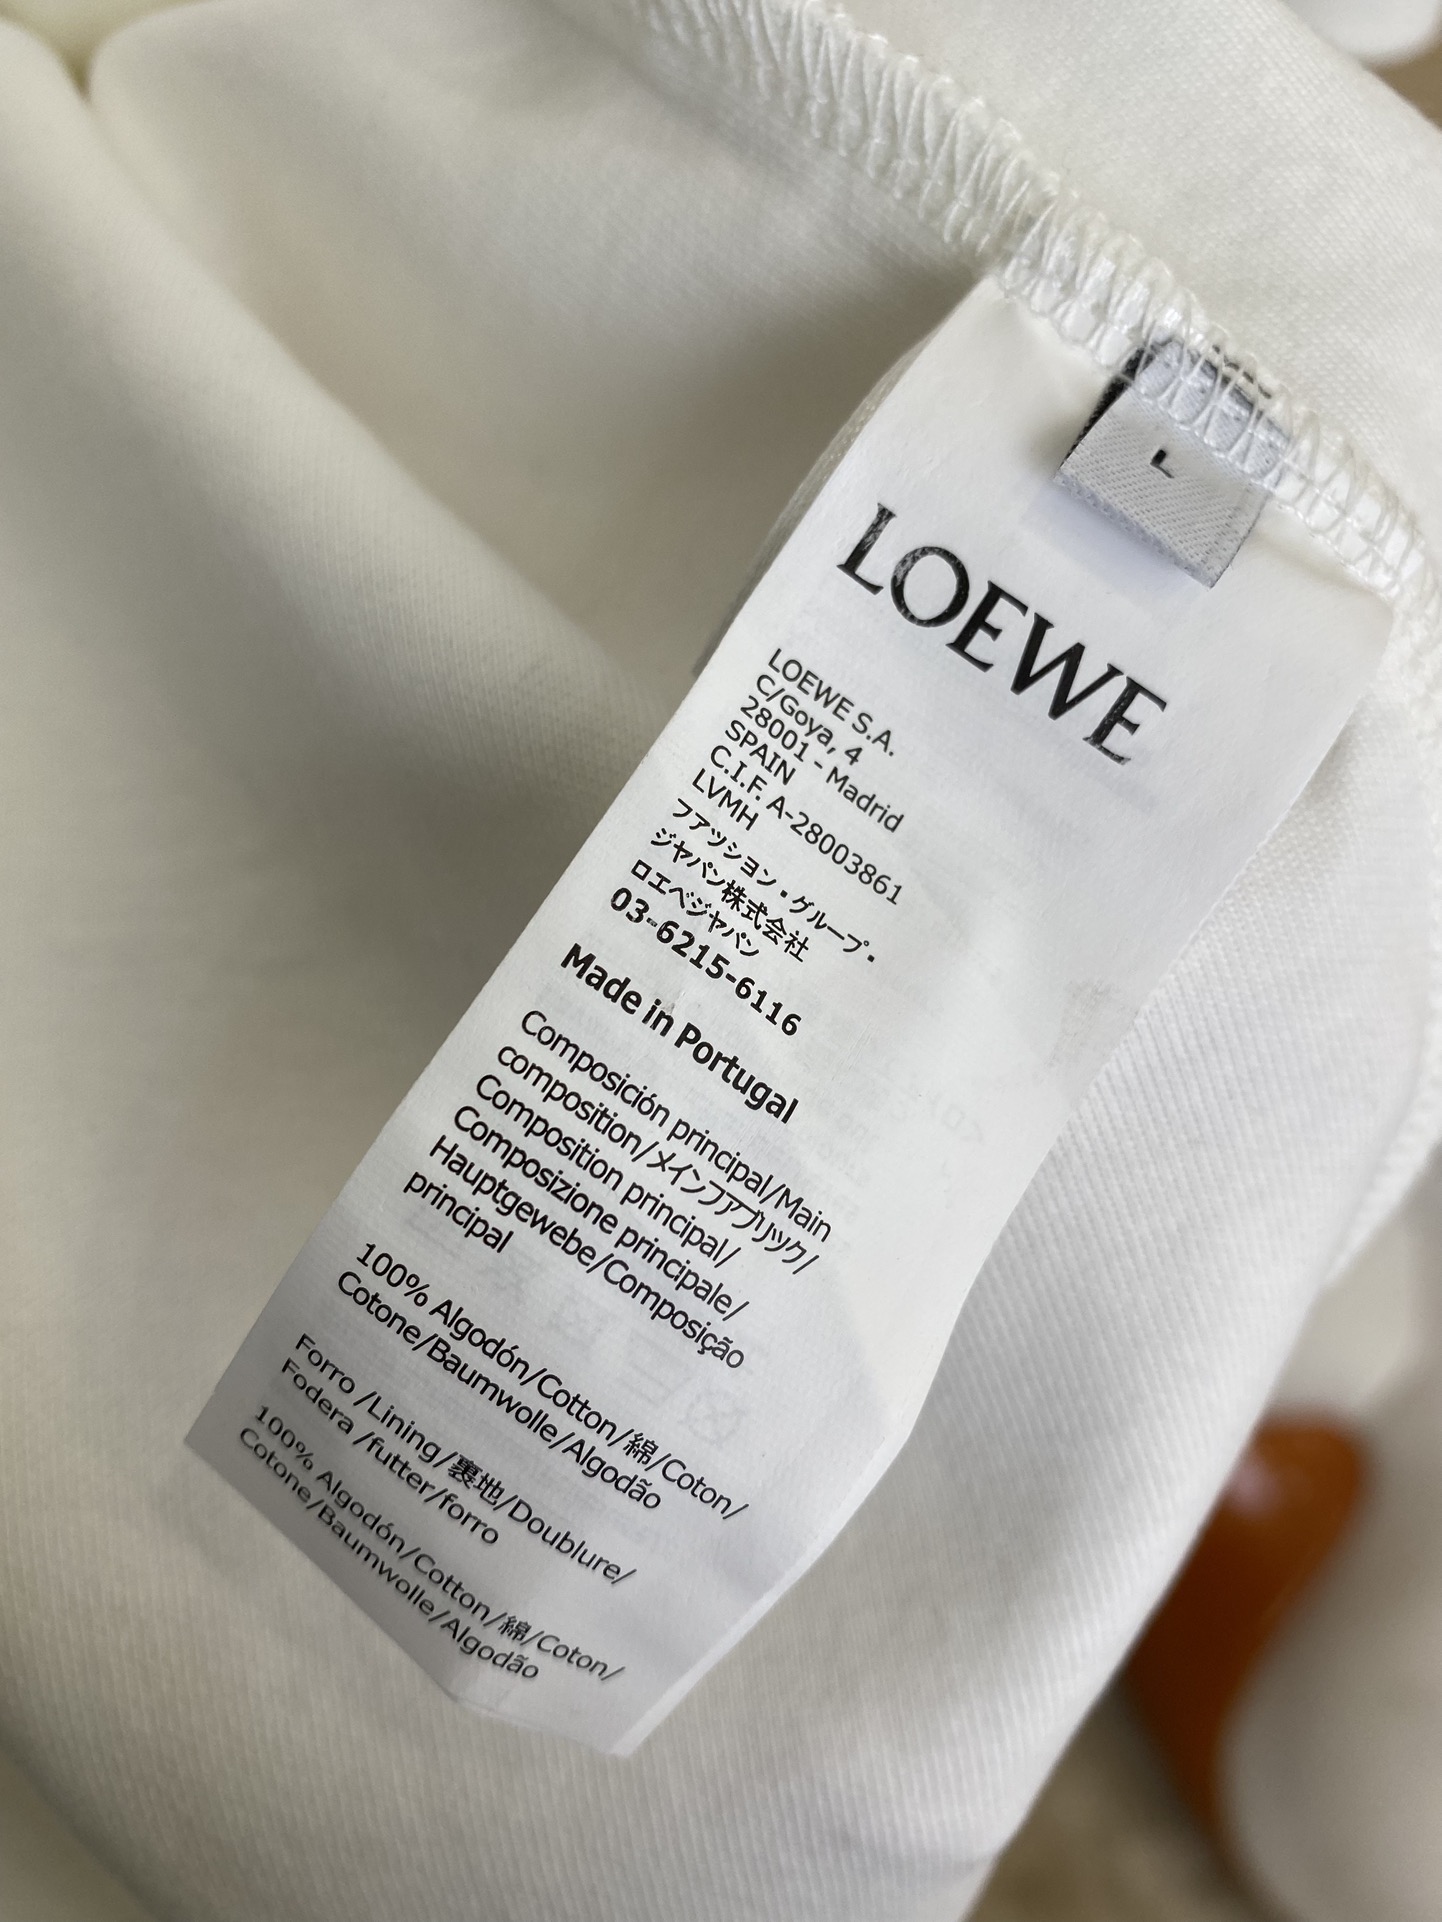 L
LOEWE
LOEWE S.A.
C/Goya, 4
28001 - Madrid
SPAIN
C.I.F. A-28003861
LVMH
ファッション・グループ・
ジャパン株式会社
ロエベジャパン
03-6215-6116
Made in Portugal
Composición principal/Main
composition/メインファブリック/
Composition principal/
Composizione principale/
Hauptgewebe/Composição
principal
100% Algodón/Cotton/綿/Coton/
Cotone/Baumwolle/Algodão
Forro /Lining/裏地/Doublure/
Fodera /futter/forro
100% Algodón/Cotton/綿/Coton/
Cotone/Baumwolle/Algodão